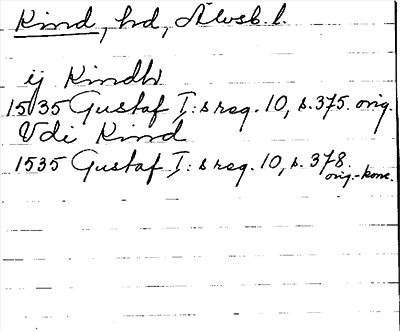 Kind, hd, Älvsb. l.
ij Kindh
1535 Gustaf I:s reg. 10, s. 375. orig.
Vdi Kind
1535 Gustaf I:s reg. 10, s. 378.
orig.-konc.